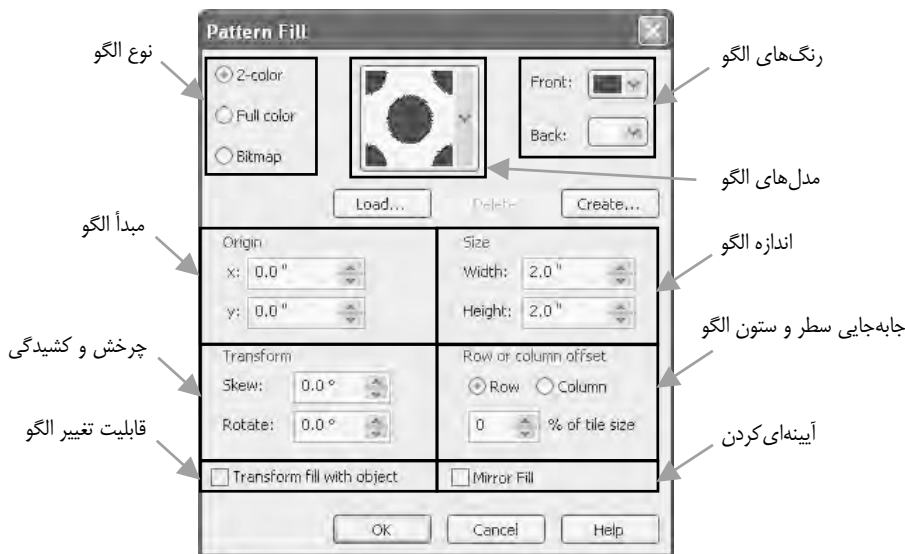 Pattern Fill
نوع الگو
2-color
Full color
Bitmap
Front:
Back:
رنگ‌های الگو
مدل‌های الگو
Load...
Delete
Create...
مبدأ الگو
Origin
x: 0.0 "
y: 0.0 "
Size
Width: 2.0 "
Height: 2.0 "
اندازه الگو
چرخش و کشیدگی
Transform
Skew: 0.0 °
Rotate: 0.0 °
Row or column offset
Row Column
0 % of tile size
جابه‌جایی سطر و ستون الگو
قابلیت تغییر الگو
Transform fill with object
Mirror Fill
آیینه‌ای‌کردن
OK
Cancel
Help